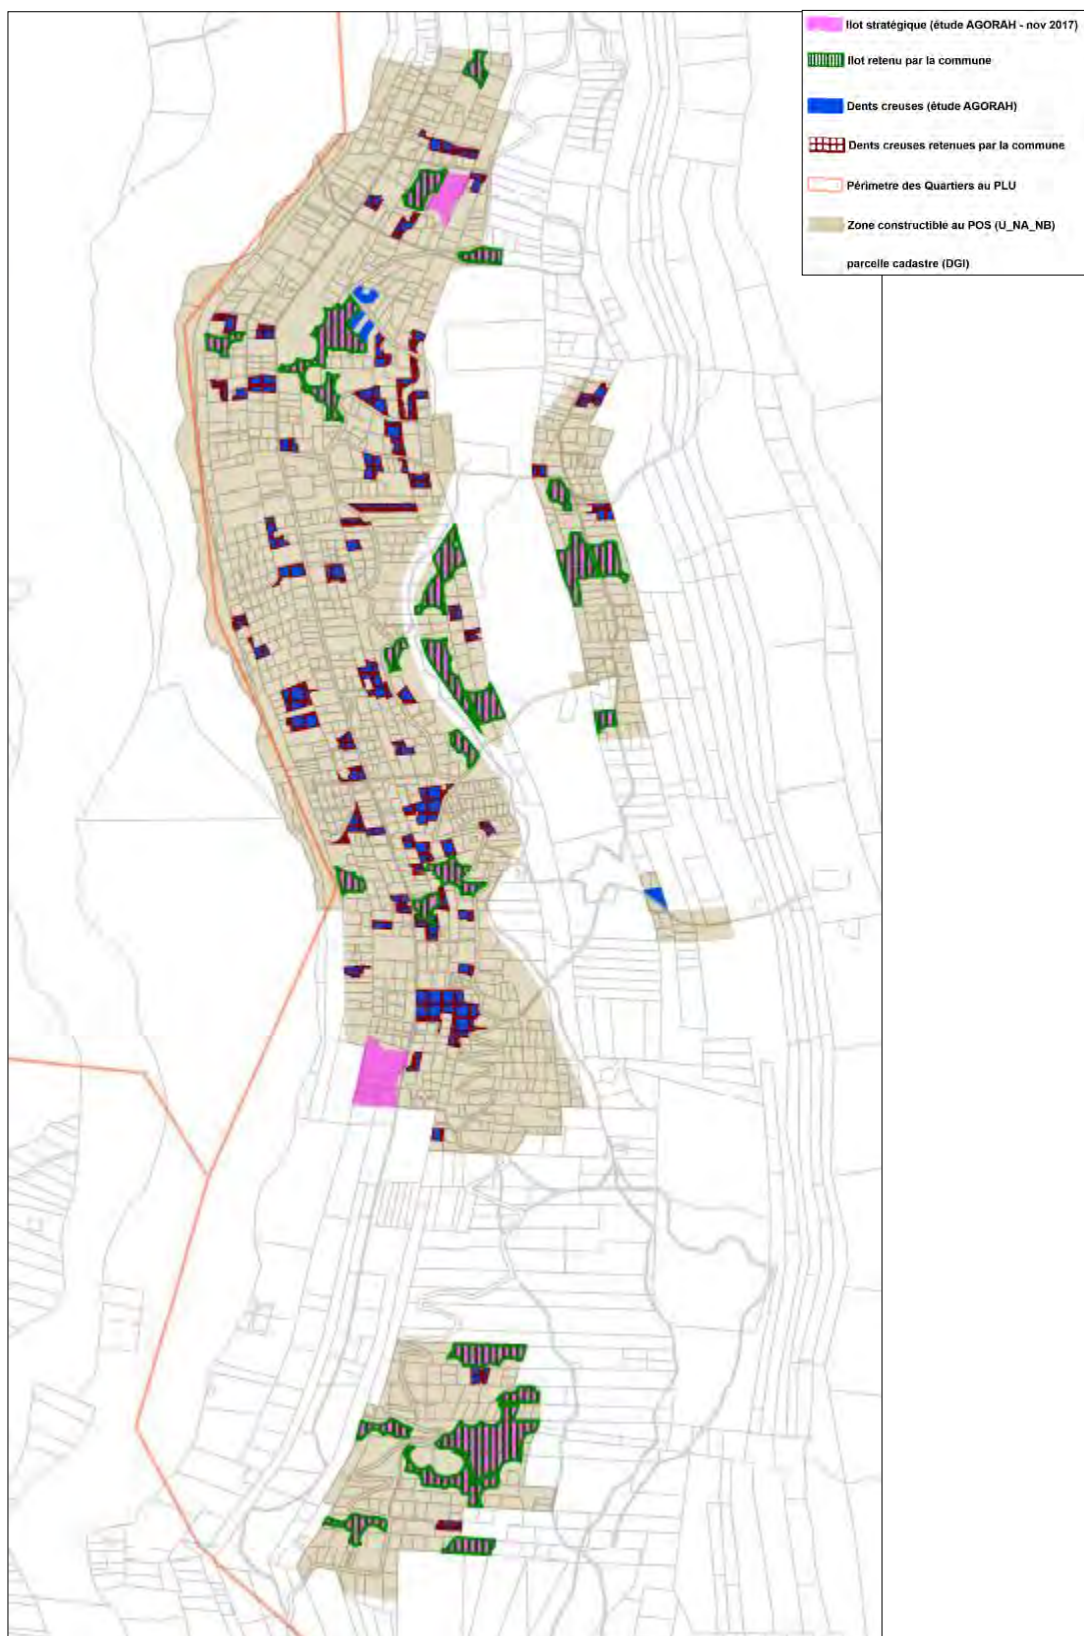 Ilot stratégique (étude AGORAH - nov 2017)
Ilot retenu par la commune
Dents creuses (étude AGORAH)
Dents creuses retenues par la commune
Périmetre des Quartiers au PLU
Zone constructible au POS (U_NA_NB)
parcelle cadastre (DGI)